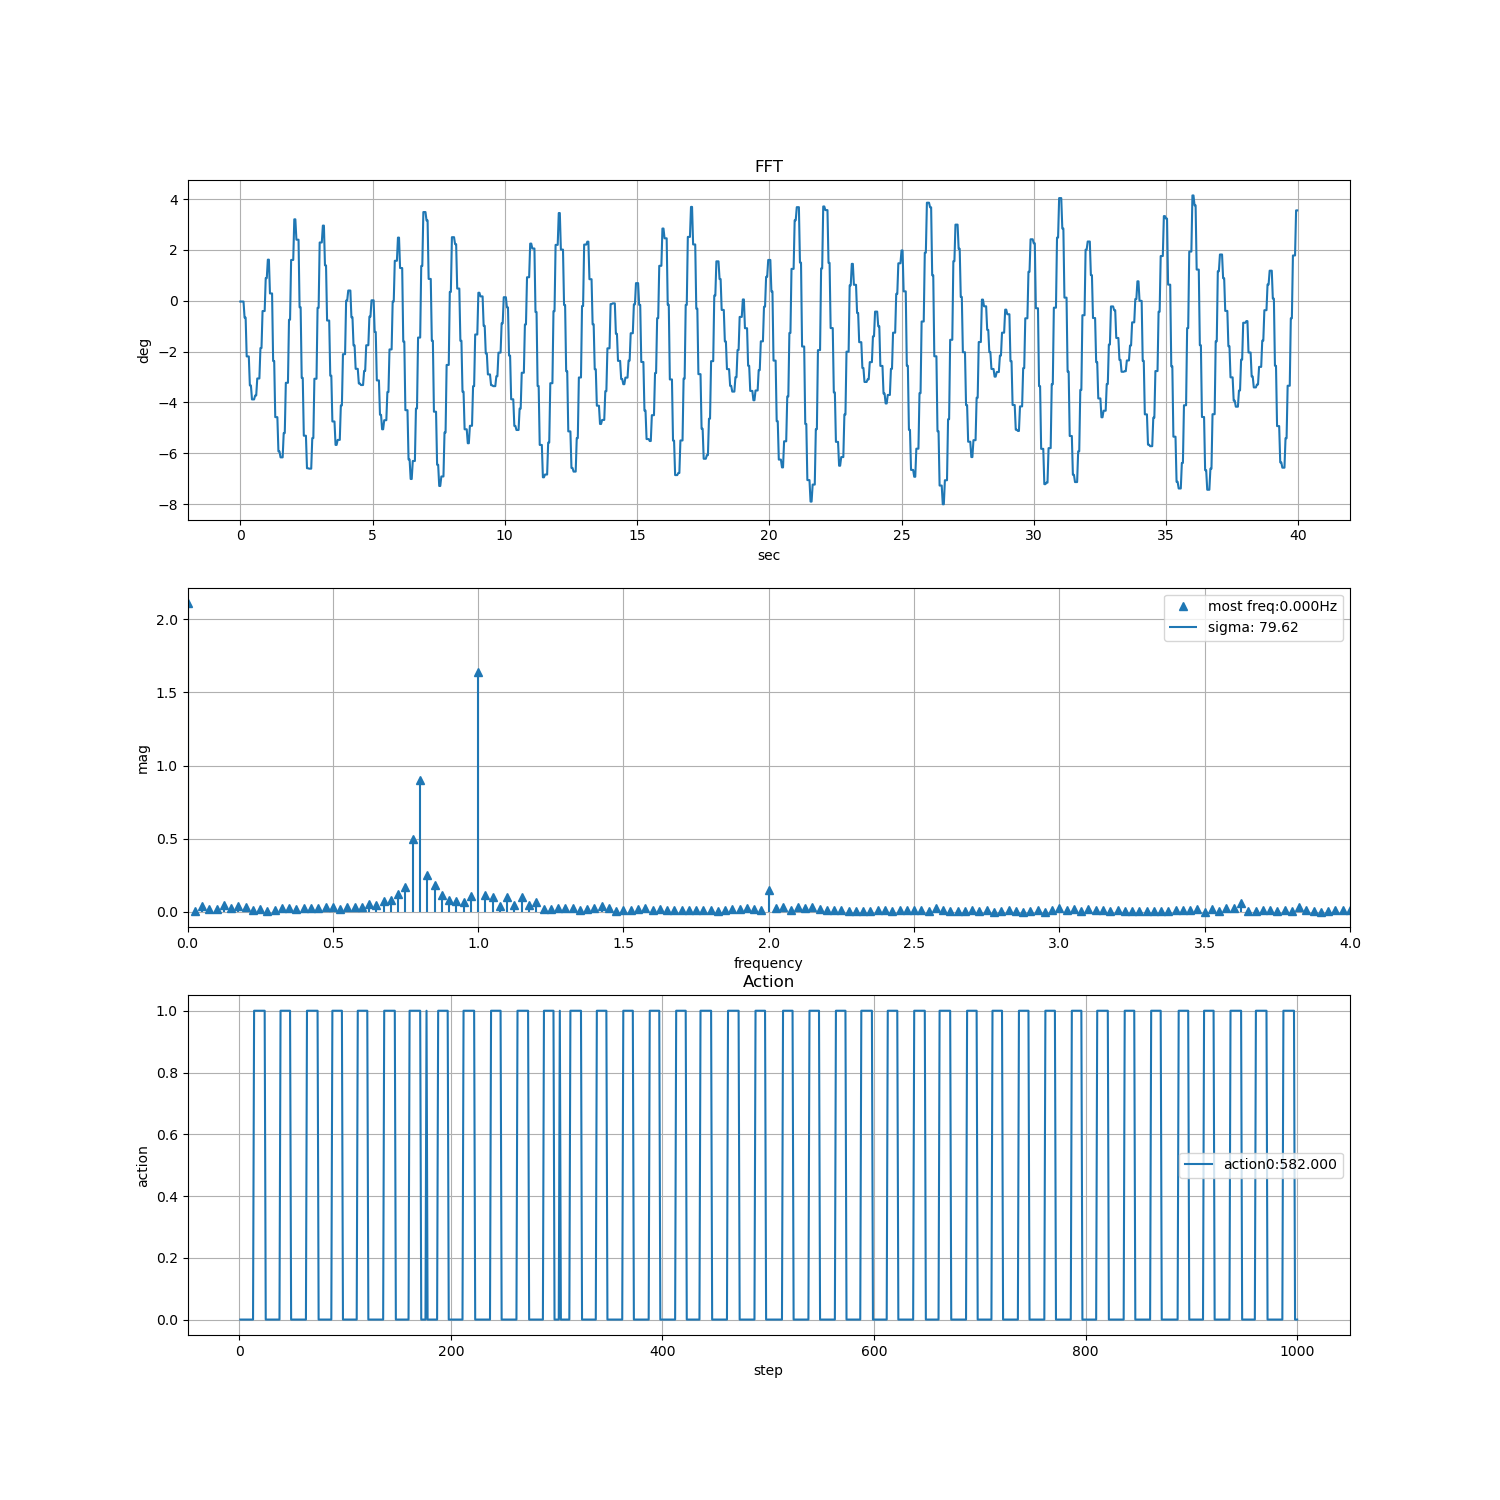 FFT
4
2
0
−2
−4
−6
−8
deg
0 5 10 15 20 25 30 35 40
sec
2.0
1.5
1.0
0.5
0.0
mag
most freq:0.000Hz
sigma: 79.62
0.0 0.5 1.0 1.5 2.0 2.5 3.0 3.5 4.0
frequency
Action
1.0
0.8
0.6
0.4
0.2
0.0
action
action0:582.000
0 200 400 600 800 1000
step